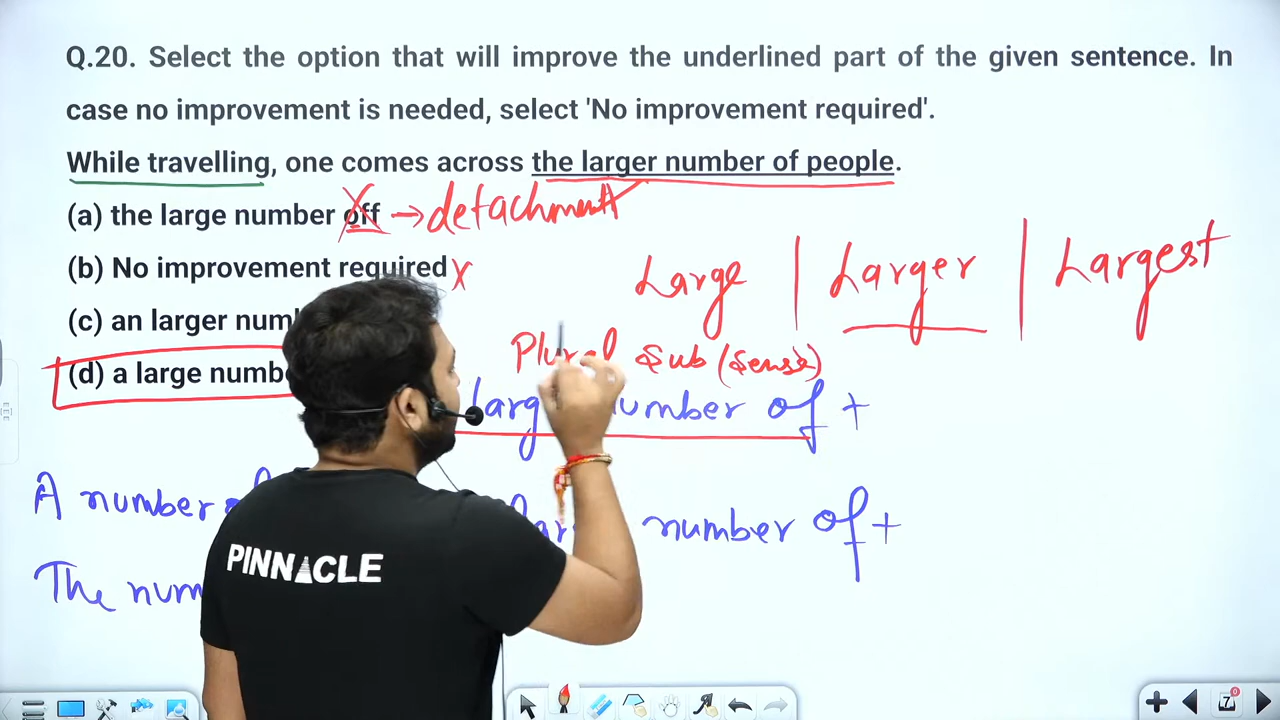 Q.20. Select the option that will improve the underlined part of the given sentence. In
case no improvement is needed, select 'No improvement required'.
While travelling, one comes across the larger number of people.
(a) the large number off → detachment
(b) No improvement required X
Large | Larger | Largest
(c) an larger
Plural Sub (Sense)
(d) a large
large number of +
A number
number of +
The
PINNACLE